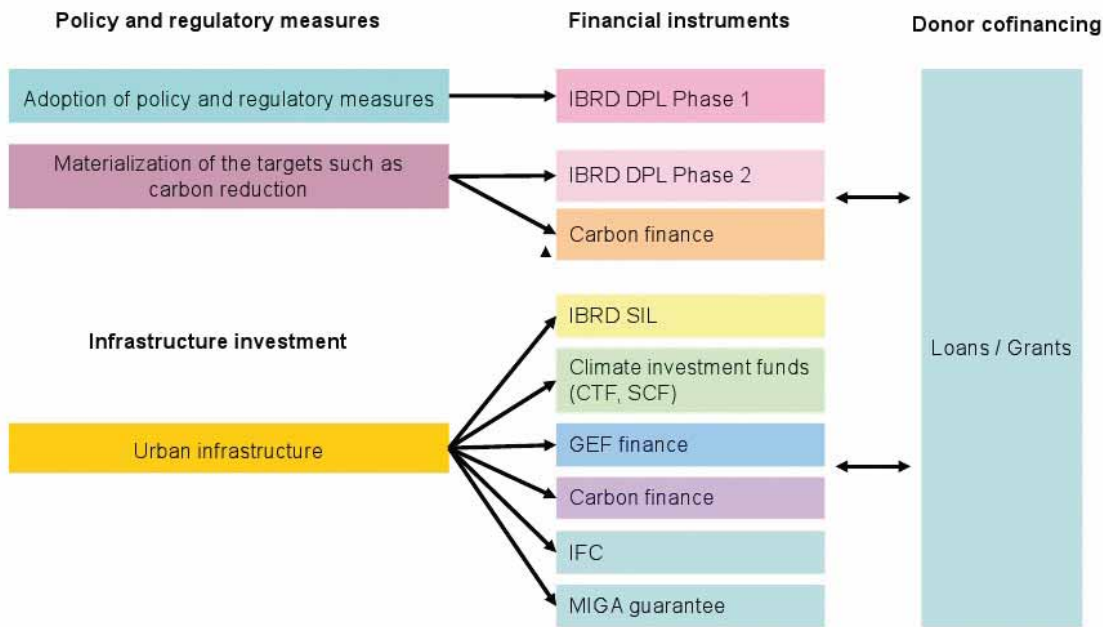 Policy and regulatory measures
Financial instruments
Donor cofinancing
Adoption of policy and regulatory measures
IBRD DPL Phase 1
Materialization of the targets such as
carbon reduction
IBRD DPL Phase 2
Carbon finance
Infrastructure investment
IBRD SIL
Climate investment funds
(CTF, SCF)
Urban infrastructure
GEF finance
Carbon finance
IFC
MIGA guarantee
Loans / Grants